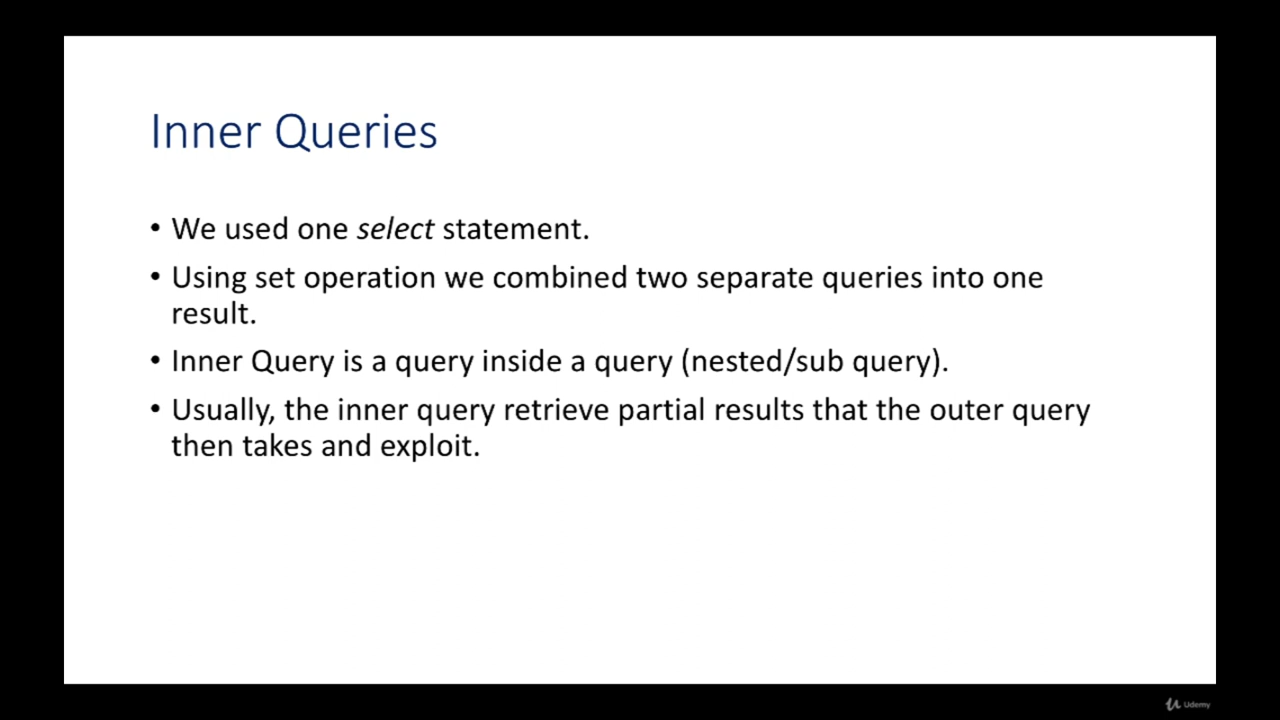 Inner Queries
• We used one select statement.
• Using set operation we combined two separate queries into one
result.
• Inner Query is a query inside a query (nested/sub query).
• Usually, the inner query retrieve partial results that the outer query
then takes and exploit.
Udemy